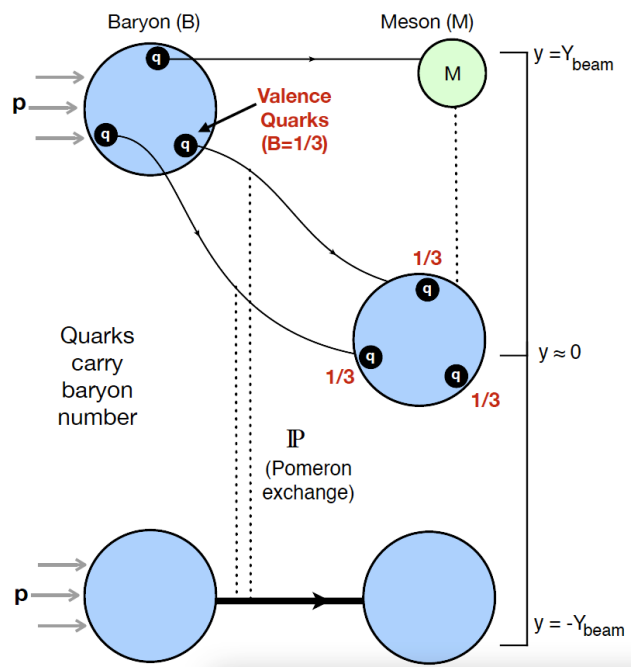 Baryon (B)
Meson (M)
q
M
y =Y_beam
p
Valence
Quarks
(B=1/3)
q
q
1/3
q
Quarks
carry
baryon
number
q
1/3
q
1/3
y ≈ 0
ℙ
(Pomeron
exchange)
p
y = -Y_beam